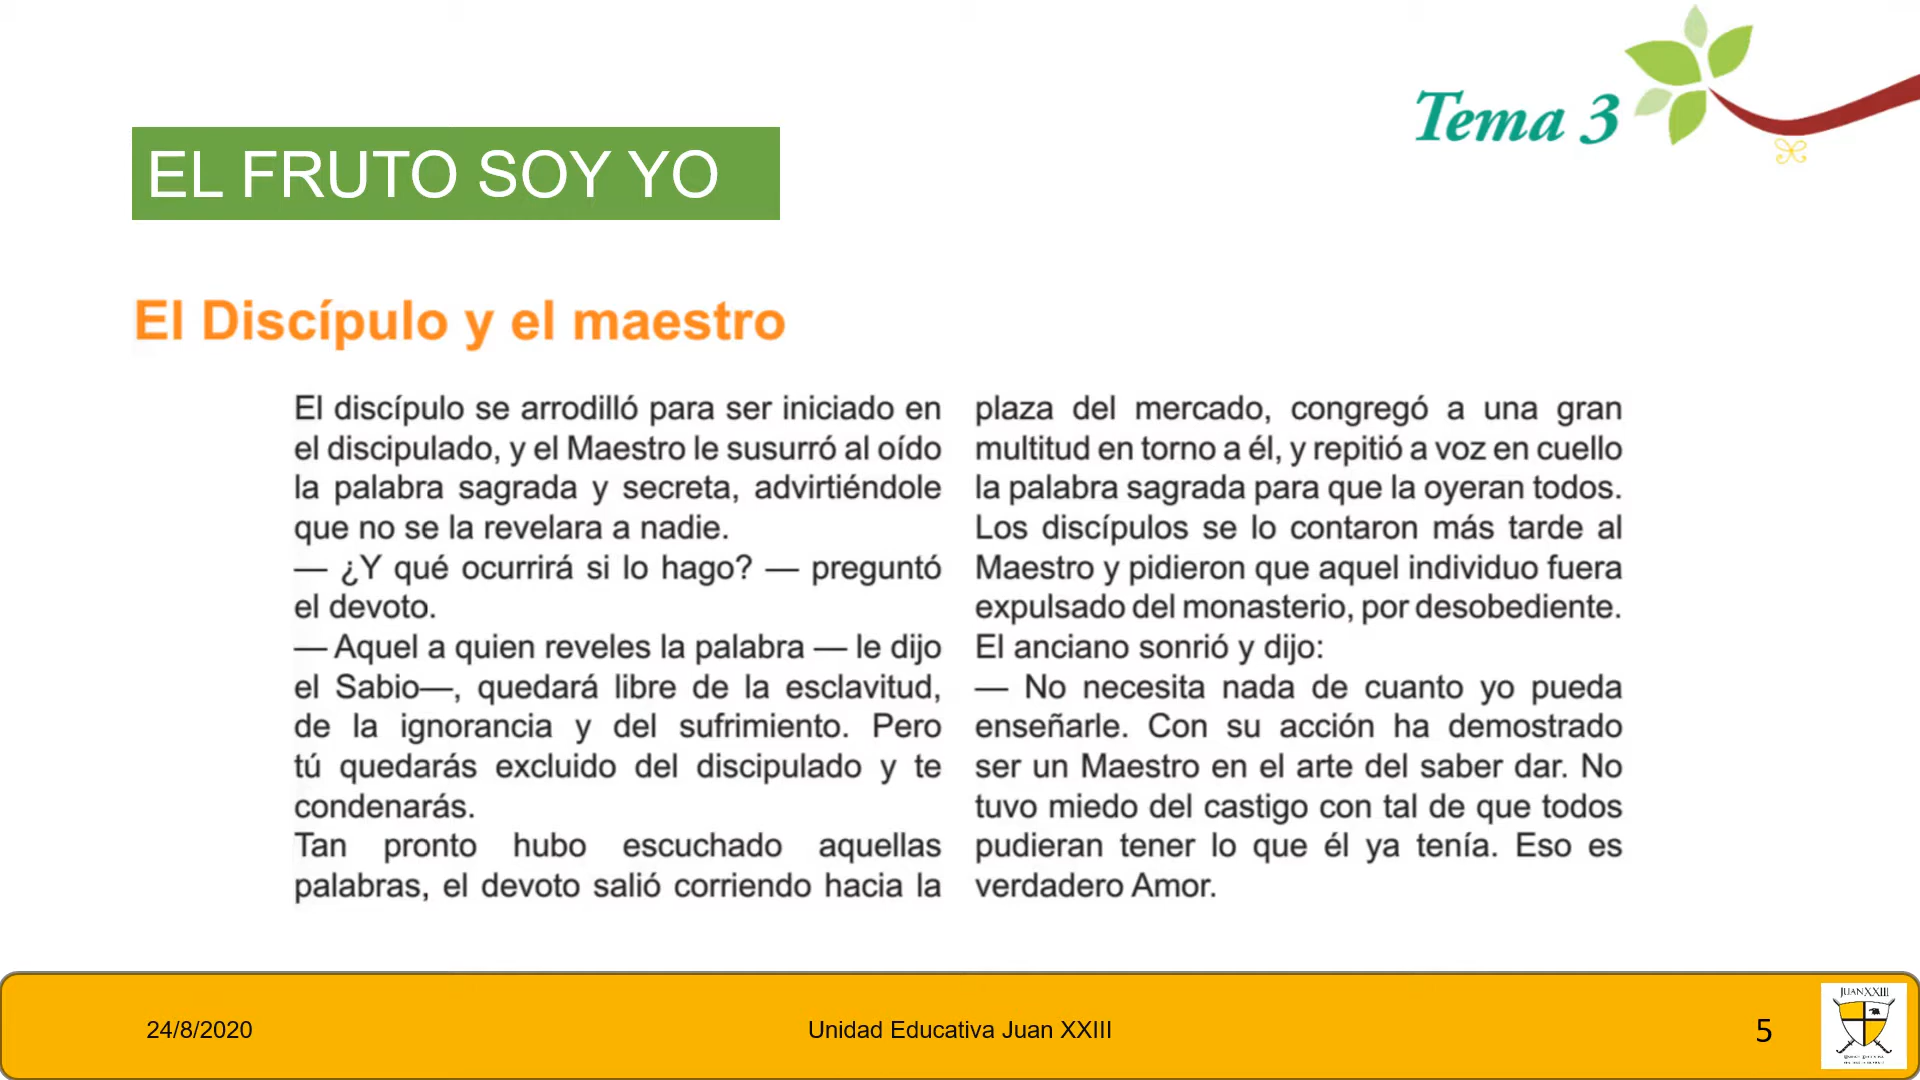 Tema 3
EL FRUTO SOY YO
El Discípulo y el maestro
El discípulo se arrodilló para ser iniciado en
el discipulado, y el Maestro le susurró al oído
la palabra sagrada y secreta, advirtiéndole
que no se la revelara a nadie.
— ¿Y qué ocurrirá si lo hago? — preguntó
el devoto.
— Aquel a quien reveles la palabra — le dijo
el Sabio—, quedará libre de la esclavitud,
de la ignorancia y del sufrimiento. Pero
tú quedarás excluido del discipulado y te
condenarás.
Tan pronto hubo escuchado aquellas
palabras, el devoto salió corriendo hacia la
plaza del mercado, congregó a una gran
multitud en torno a él, y repitió a voz en cuello
la palabra sagrada para que la oyeran todos.
Los discípulos se lo contaron más tarde al
Maestro y pidieron que aquel individuo fuera
expulsado del monasterio, por desobediente.
El anciano sonrió y dijo:
— No necesita nada de cuanto yo pueda
enseñarle. Con su acción ha demostrado
ser un Maestro en el arte del saber dar. No
tuvo miedo del castigo con tal de que todos
pudieran tener lo que él ya tenía. Eso es
verdadero Amor.
24/8/2020
Unidad Educativa Juan XXIII
5
JUAN XXIII